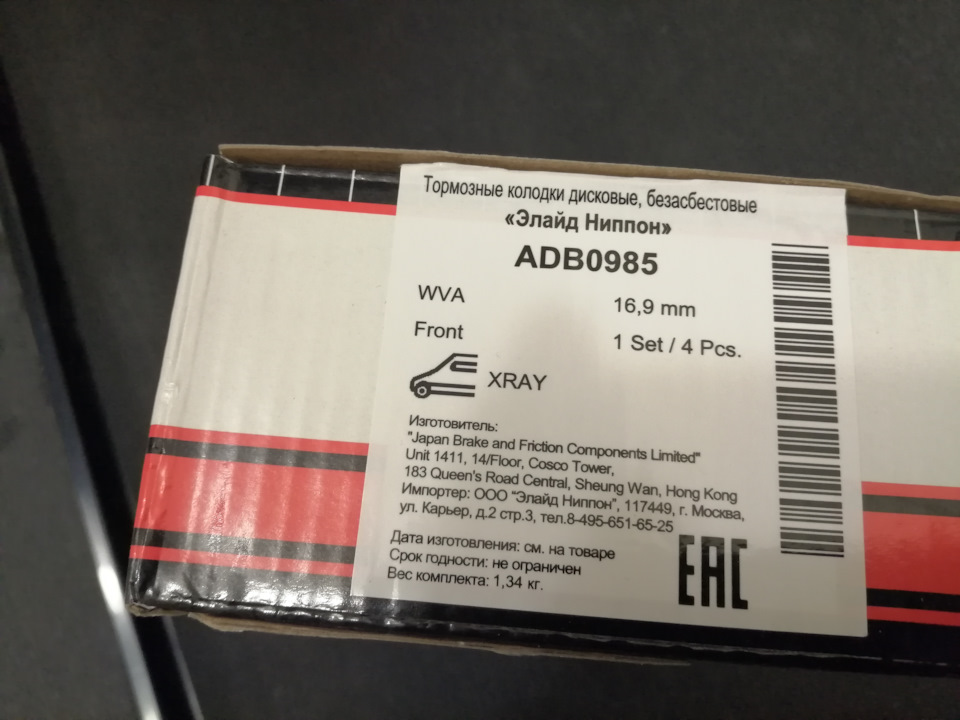 Тормозные колодки дисковые, безасбестовые
«Элайд Ниппон»
ADB0985
WVA 16,9 mm
Front 1 Set / 4 Pcs.
XRAY
Изготовитель:
"Japan Brake and Friction Components Limited"
Unit 1411, 14/Floor, Cosco Tower,
183 Queen's Road Central, Sheung Wan, Hong Kong
Импортер: ООО "Элайд Ниппон", 117449, г. Москва,
ул. Карьер, д.2 стр.3, тел.8-495-651-65-25
Дата изготовления: см. на товаре
Срок годности: не ограничен
Вес комплекта: 1,34 кг.
EAC